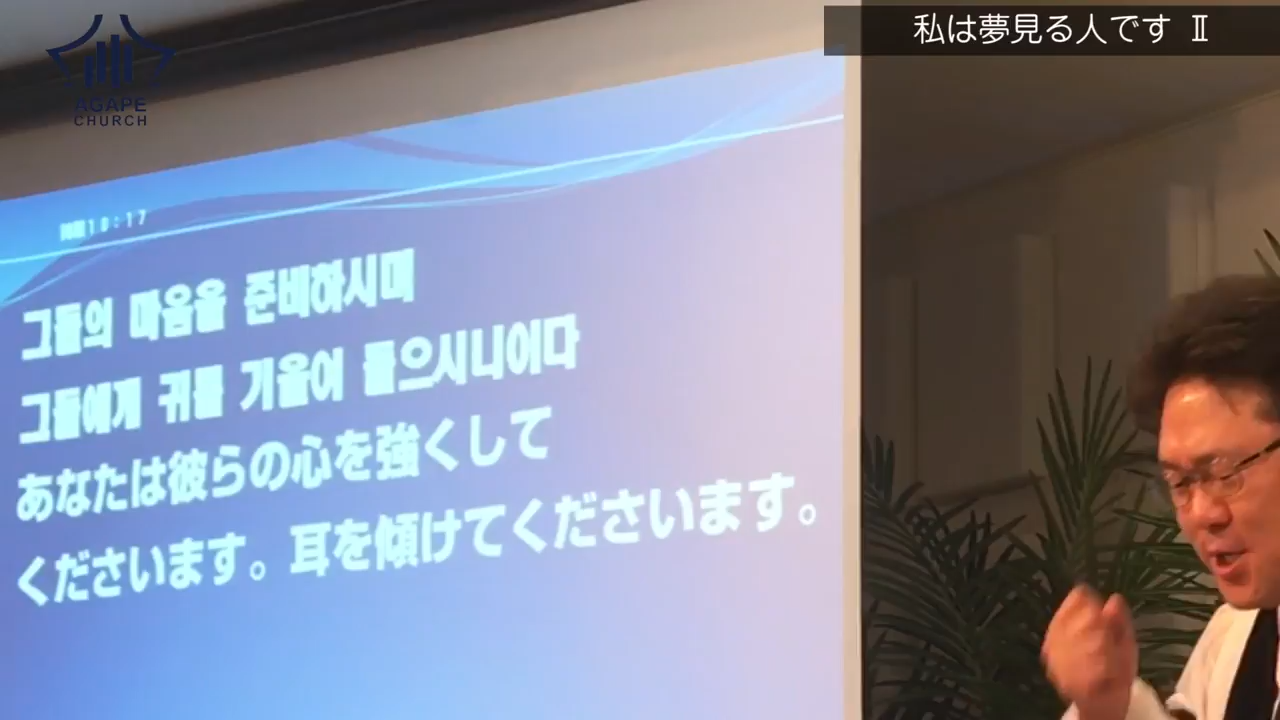 AGAPE
CHURCH
私は夢見る人です Ⅱ
10:17
그들의 마음을 준비하시며
그들에게 귀를 기울여 들으시니이다
あなたは彼らの心を強くして
くださいます。耳を傾けてくださいます。